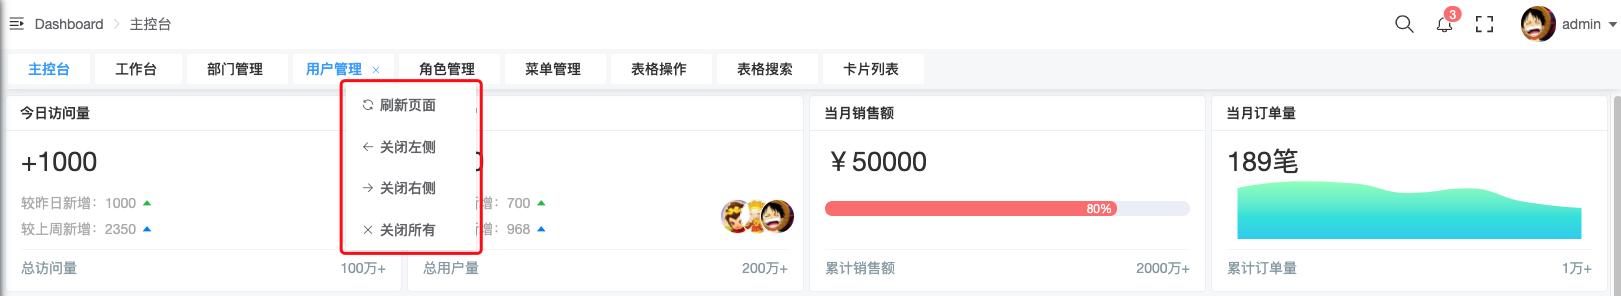 Dashboard 主控台
3
admin
主控台 工作台 部门管理 用户管理 角色管理 菜单管理 表格操作 表格搜索 卡片列表
刷新页面
关闭左侧
关闭右侧
关闭所有
今日访问量
+1000
较昨日新增：1000
较上周新增：2350
总访问量 100万+
增：700
增：968
总用户量 200万+
当月销售额
￥50000
80%
累计销售额 2000万+
当月订单量
189笔
累计订单量 1万+